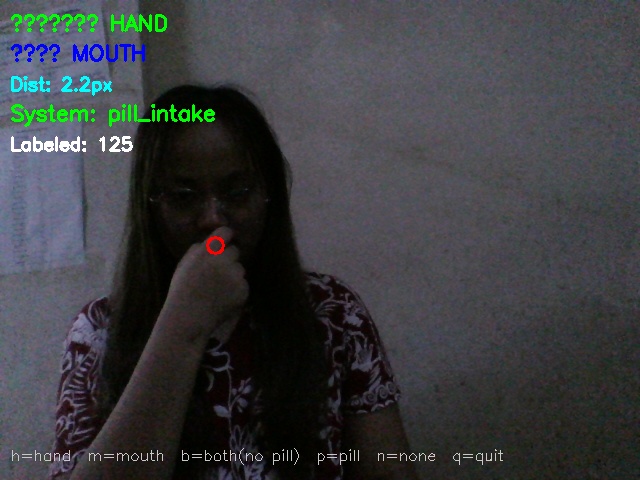 ??????? HAND
???? MOUTH
Dist: 2.2px
System: pill_intake
Labeled: 125
h=hand m=mouth b=both(no pill) p=pill n=none q=quit